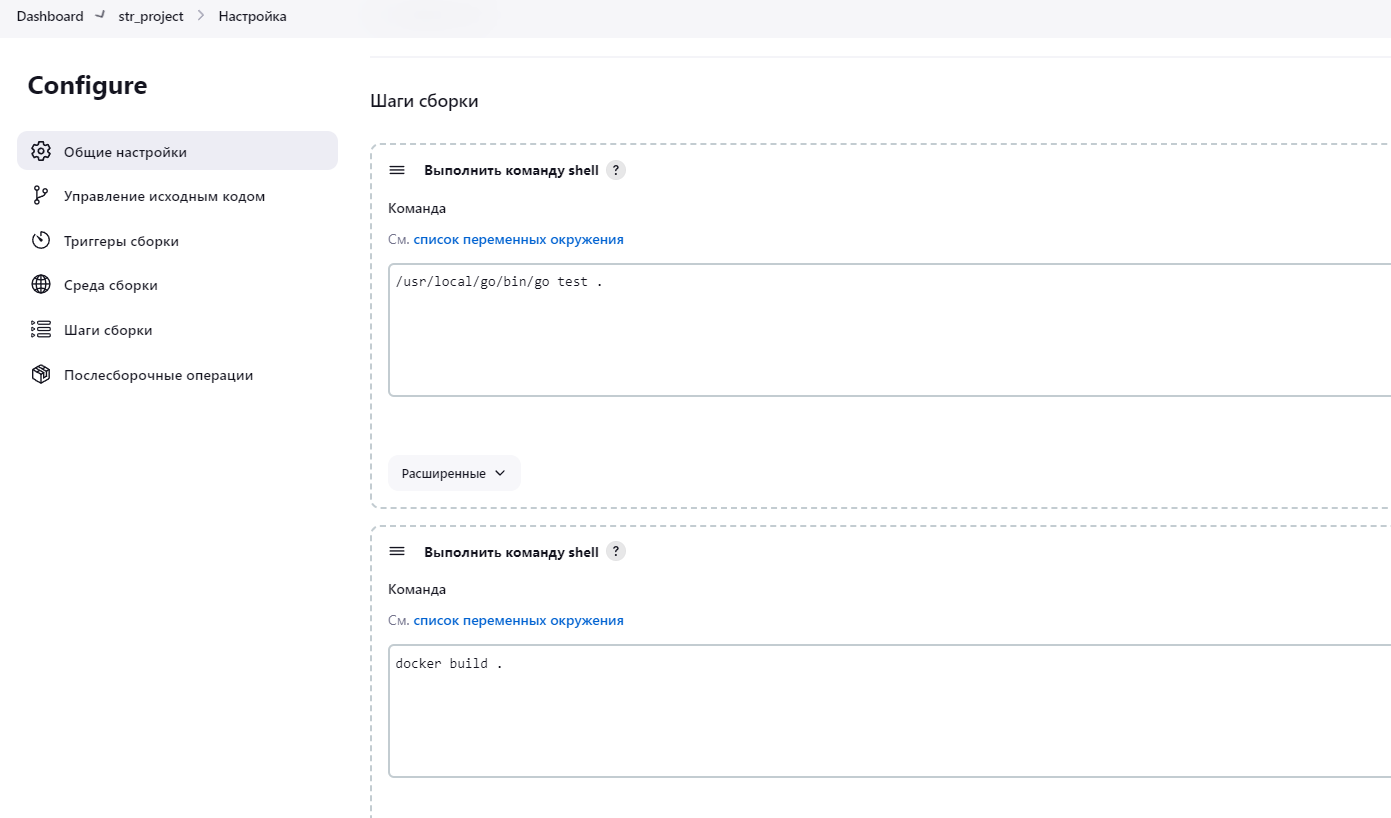 Dashboard str_project Настройка
Configure
Общие настройки
Управление исходным кодом
Триггеры сборки
Среда сборки
Шаги сборки
Послесборочные операции
Шаги сборки
Выполнить команду shell ?
Команда
См. список переменных окружения
/usr/local/go/bin/go test .
Расширенные
Выполнить команду shell ?
Команда
См. список переменных окружения
docker build .